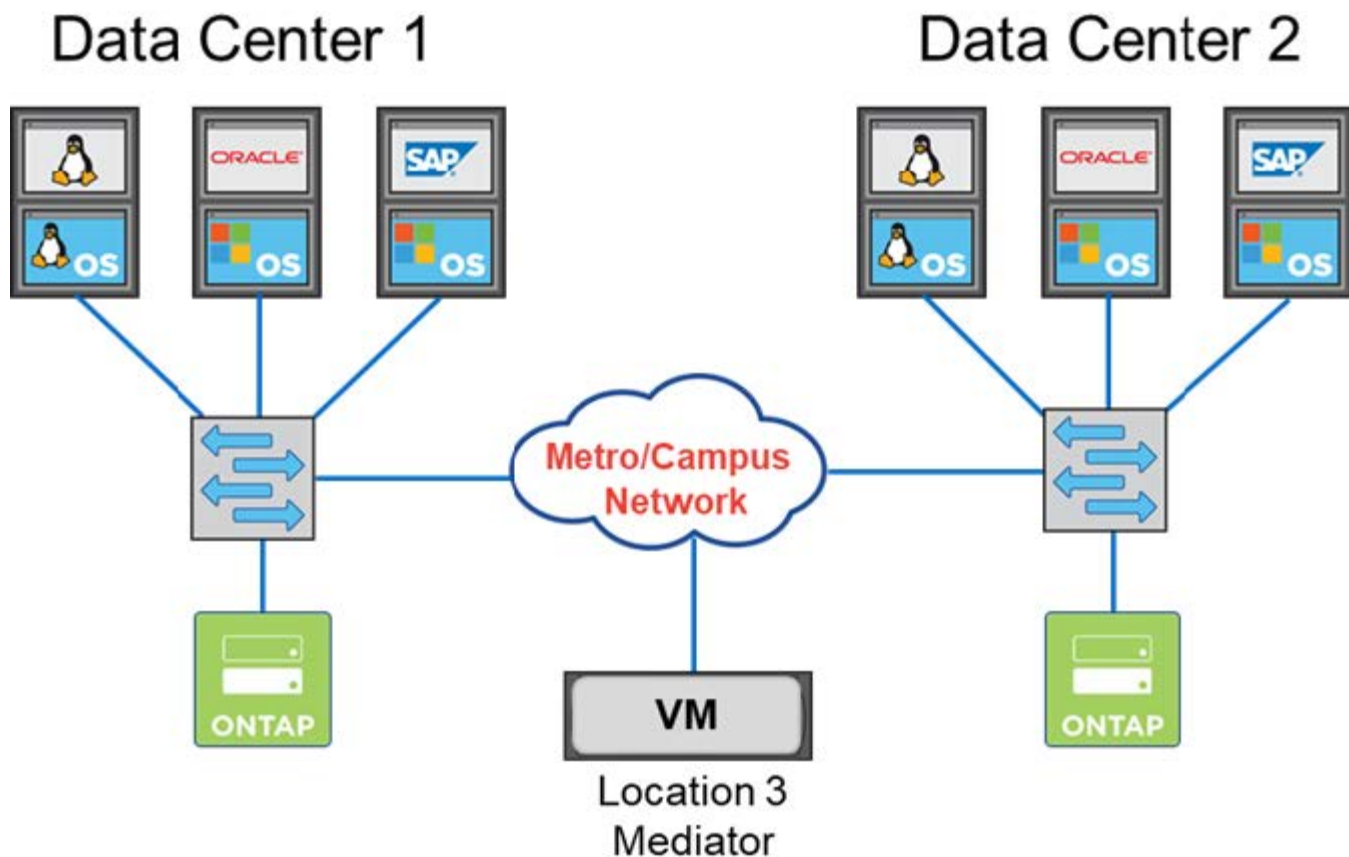 Data Center 1
Data Center 2
ORACLE
SAP
ORACLE
SAP
OS
OS
OS
OS
OS
OS
Metro/Campus
Network
ONTAP
ONTAP
VM
Location 3
Mediator